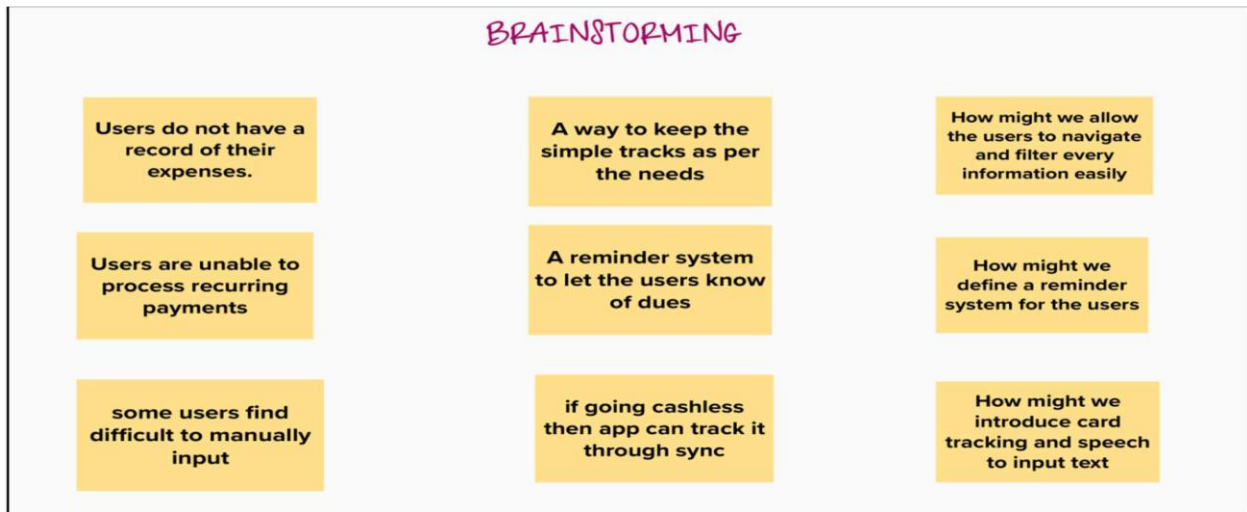 BRAINSTORMING
Users do not have a
record of their
expenses.
A way to keep the
simple tracks as per
the needs
How might we allow
the users to navigate
and filter every
information easily
Users are unable to
process recurring
payments
A reminder system
to let the users know
of dues
How might we
define a reminder
system for the users
some users find
difficult to manually
input
if going cashless
then app can track it
through sync
How might we
introduce card
tracking and speech
to input text